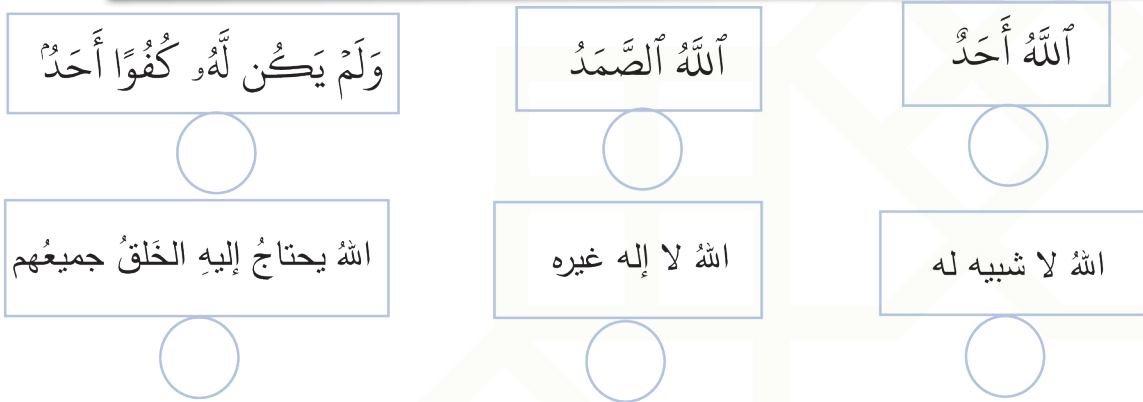 ٱللَّهُ أَحَدٌ
ٱللَّهُ ٱلصَّمَدُ
وَلَمۡ يَكُن لَّهُۥ كُفُوًا أَحَدُۢ
اللهُ لا شبيه له
اللهُ لا إله غيره
اللهُ يحتاجُ إليهِ الخَلقُ جميعُهم